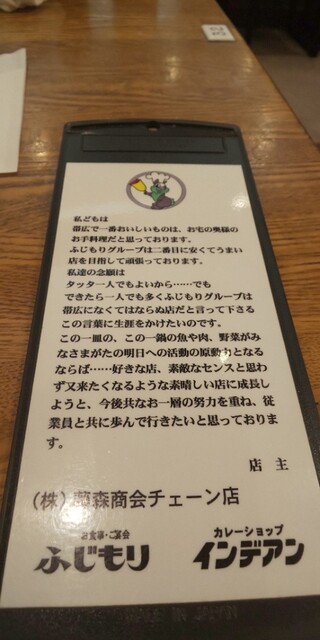 私どもは
帯広で一番おいしいものは、お宅の奥様の
お手料理だと思っております。
ふじもりグループは二番目に安くてうまい
店を目指して頑張っております。
私達の念願は
タッタ一人でもよいから……でも
できたら一人でも多くふじもりグループは
帯広になくてはならぬ店だと言って下さる
この言葉に生涯をかけたいのです。
この一皿の、この一鍋の魚や肉、野菜がみ
なさまがたの明日への活動の原動力となる
ならば……好きな店、素敵なセンスと思わ
ず又来たくなるような素晴しい店に成長し
ようと、今後共なお一層の努力を重ね、従
業員と共に歩んで行きたいと思っておりま
す。
店 主
(株)藤森商会チェーン店
お食事・ご宴会
ふじもり
カレーショップ
インデアン